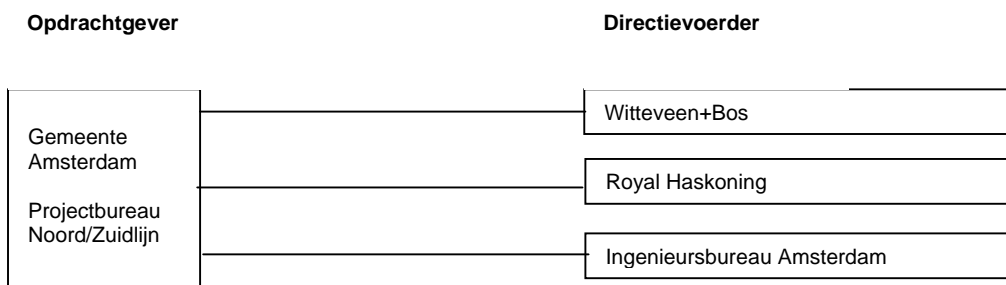 Opdrachtgever Directievoerder
Witteveen+Bos
Gemeente
Amsterdam
Royal Haskoning
Projectbureau
Noord/Zuidlijn
Ingenieursbureau Amsterdam